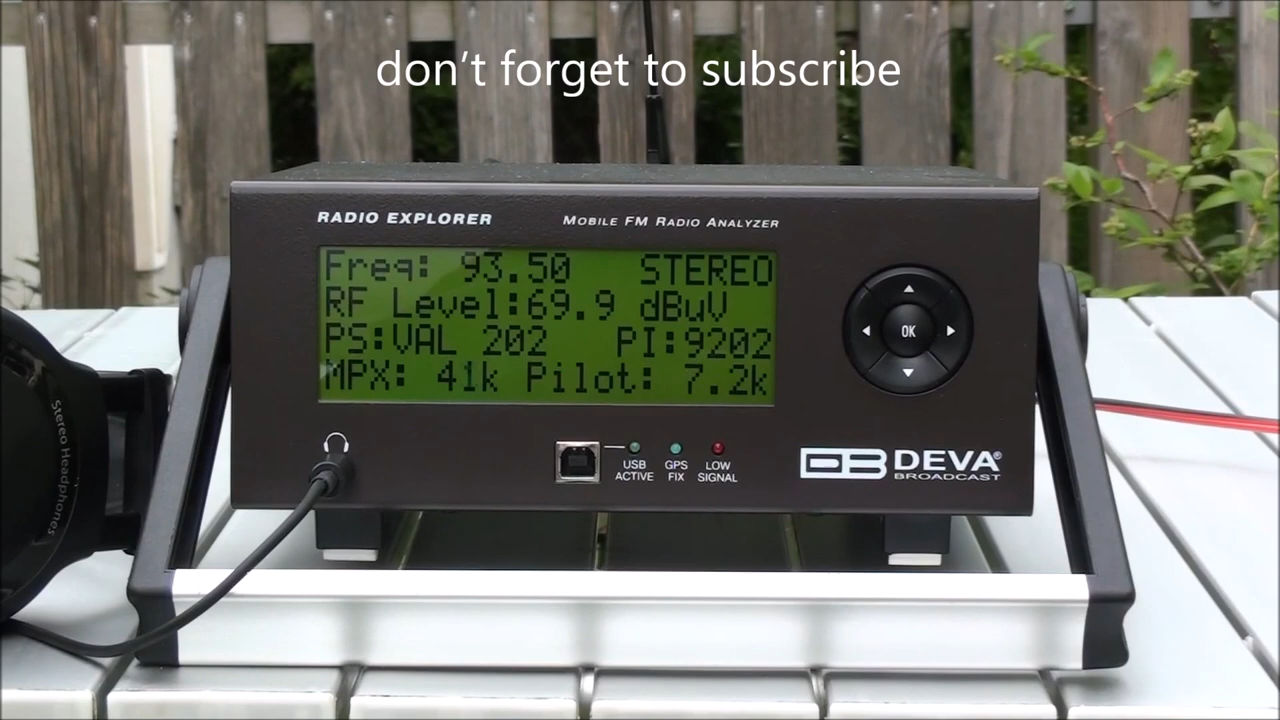 don't forget to subscribe
RADIO EXPLORER
MOBILE FM RADIO ANALYZER
Freq: 93.50 STEREO
RF Level:69.9 dBuV
PS:VAL 202 PI:9202
MPX: 41k Pilot: 7.2k
OK
USB ACTIVE
GPS FIX
LOW SIGNAL
DEVA®
BROADCAST
Stereo Headphones